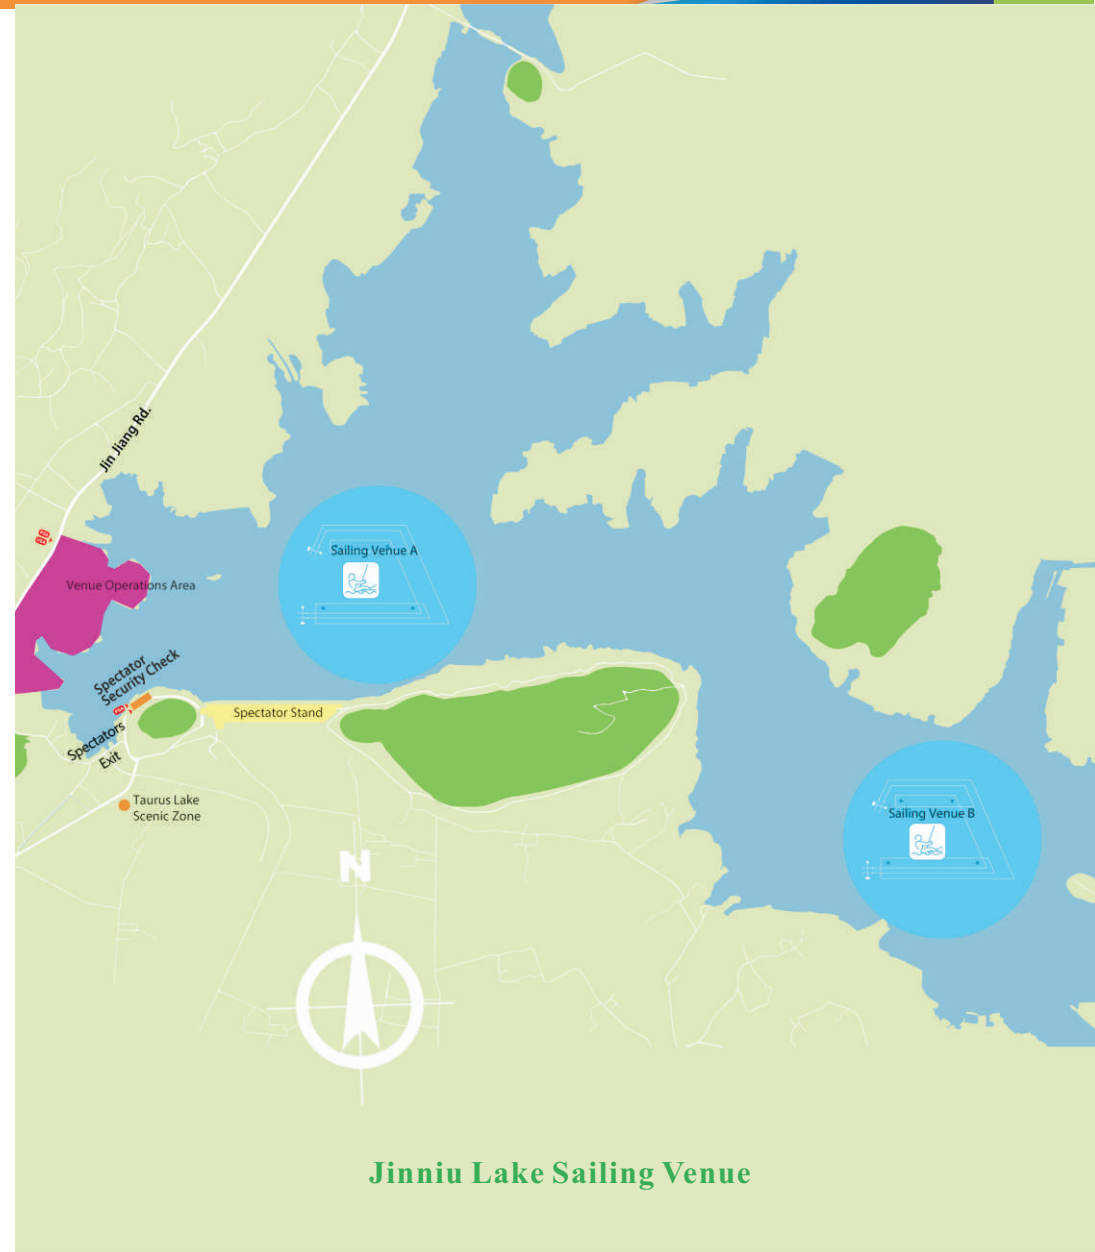 Jin Jiang Rd.
Sailing Venue A
Venue Operations Area
Spectator
Security Check
Spectators
Exit
Spectator Stand
Taurus Lake
Scenic Zone
Sailing Venue B
N
Jinniu Lake Sailing Venue